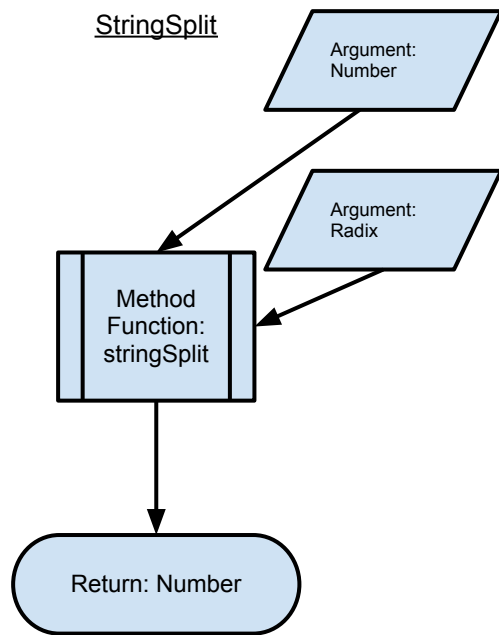 StringSplit
Argument:
Number
Argument:
Radix
Method
Function:
stringSplit
Return: Number